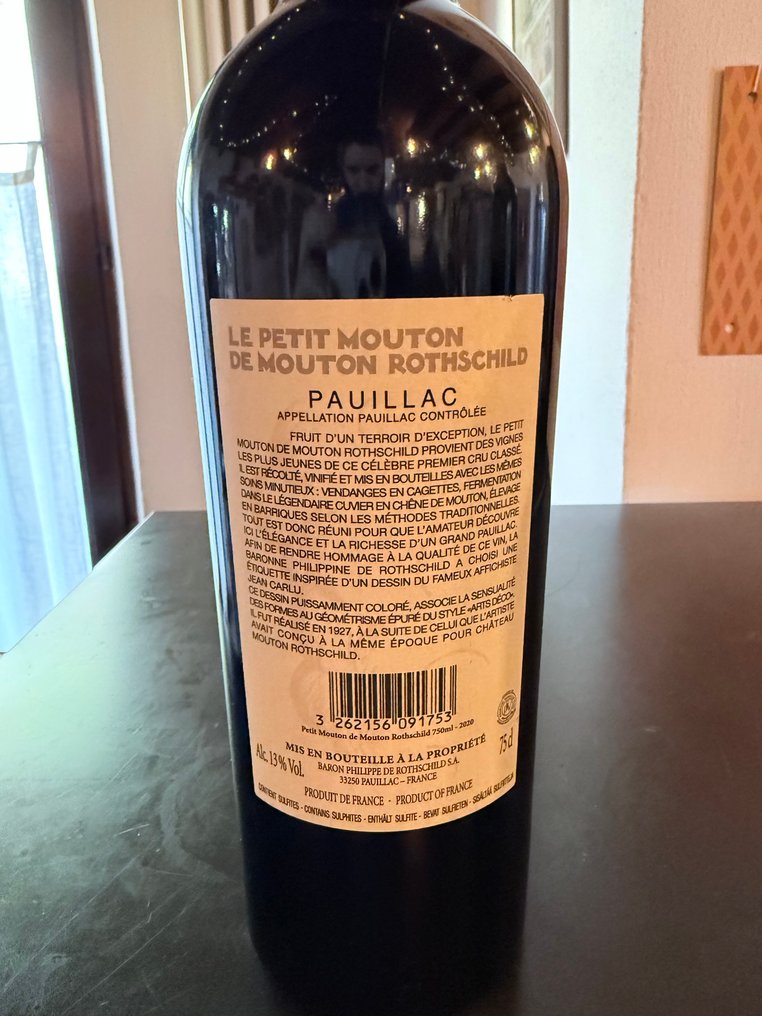 LE PETIT MOUTON
DE MOUTON ROTHSCHILD
PAUILLAC
APPELLATION PAUILLAC CONTRÔLÉE
FRUIT D'UN TERROIR D'EXCEPTION, LE PETIT
MOUTON DE MOUTON ROTHSCHILD PROVIENT DES VIGNES
LES PLUS JEUNES DE CE CÉLÈBRE PREMIER CRU CLASSÉ.
IL EST RÉCOLTÉ, VINIFIÉ ET MIS EN BOUTEILLES AVEC LES MÊMES
SOINS MINUTIEUX : VENDANGES EN CAGETTES, FERMENTATION
DANS LE LÉGENDAIRE CUVIER EN CHÊNE DE MOUTON, ÉLEVAGE
EN BARRIQUES SELON LES MÉTHODES TRADITIONNELLES.
TOUT EST DONC RÉUNI POUR QUE L'AMATEUR DÉCOUVRE
ICI L'ÉLÉGANCE ET LA RICHESSE D'UN GRAND PAUILLAC.
AFIN DE RENDRE HOMMAGE À LA QUALITÉ DE CE VIN, LA
BARONNE PHILIPPINE DE ROTHSCHILD A CHOISI UNE
ÉTIQUETTE INSPIRÉE D'UN DESSIN DU FAMEUX AFFICHISTE
JEAN CARLU.
CE DESSIN PUISSAMMENT COLORÉ, ASSOCIE LA SENSUALITÉ
DES FORMES AU GÉOMÉTRISME ÉPURÉ DU STYLE «ARTS DÉCO».
IL FUT RÉALISÉ EN 1927, À LA SUITE DE CELUI QUE L'ARTISTE
AVAIT CONÇU À LA MÊME ÉPOQUE POUR CHÂTEAU
MOUTON ROTHSCHILD.
3 262156 091753
Petit Mouton de Mouton Rothschild 750ml - 2020
Alc. 13 % Vol.
MIS EN BOUTEILLE À LA PROPRIÉTÉ
75 cl
BARON PHILIPPE DE ROTHSCHILD S.A.
33250 PAUILLAC – FRANCE
PRODUIT DE FRANCE - PRODUCT OF FRANCE
CONTIENT SULFITES - CONTAINS SULPHITES - ENTHÄLT SULFITE - BEVAT SULFIETEN - SISÄLTÄÄ SULFIITTEJA